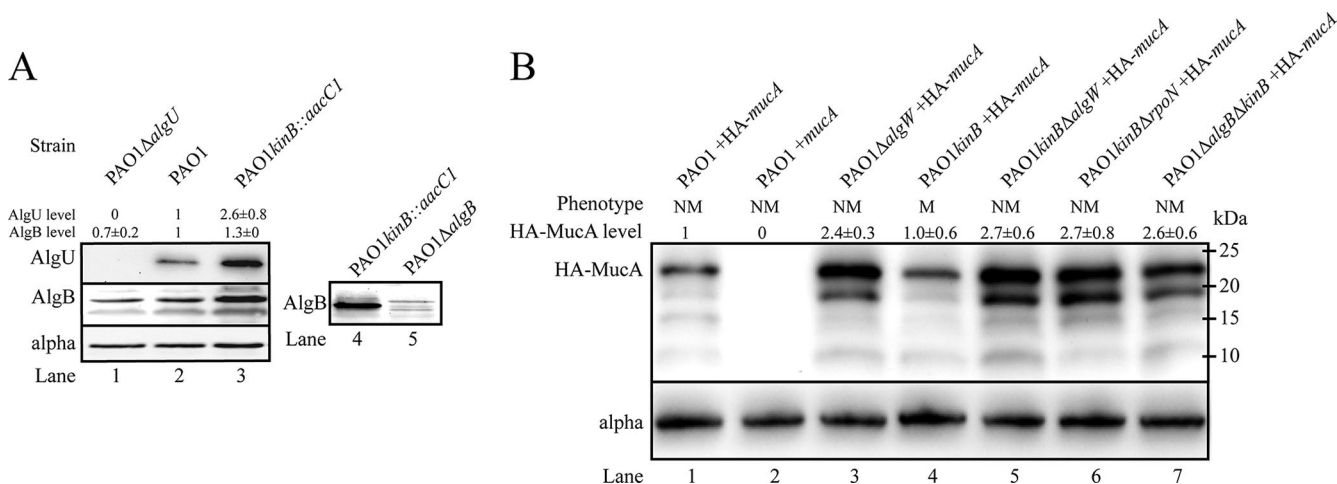 A
Strain
PAO1ΔalgU
PAO1
PAO1kinB::aacC1
AlgU level 0 1 2.6±0.8
AlgB level 0.7±0.2 1 1.3±0
AlgU
AlgB
alpha
Lane 1 2 3
PAO1kinB::aacC1
PAO1ΔalgB
AlgB
Lane 4 5
B
PAO1 +HA-mucA
PAO1 +mucA
PAO1ΔalgW +HA-mucA
PAO1kinB +HA-mucA
PAO1kinBΔalgW +HA-mucA
PAO1kinBΔrpoN +HA-mucA
PAO1ΔalgBΔkinB +HA-mucA
Phenotype NM NM NM M NM NM NM
HA-MucA level 1 0 2.4±0.3 1.0±0.6 2.7±0.6 2.7±0.8 2.6±0.6
kDa
HA-MucA
25
20
15
10
alpha
Lane 1 2 3 4 5 6 7